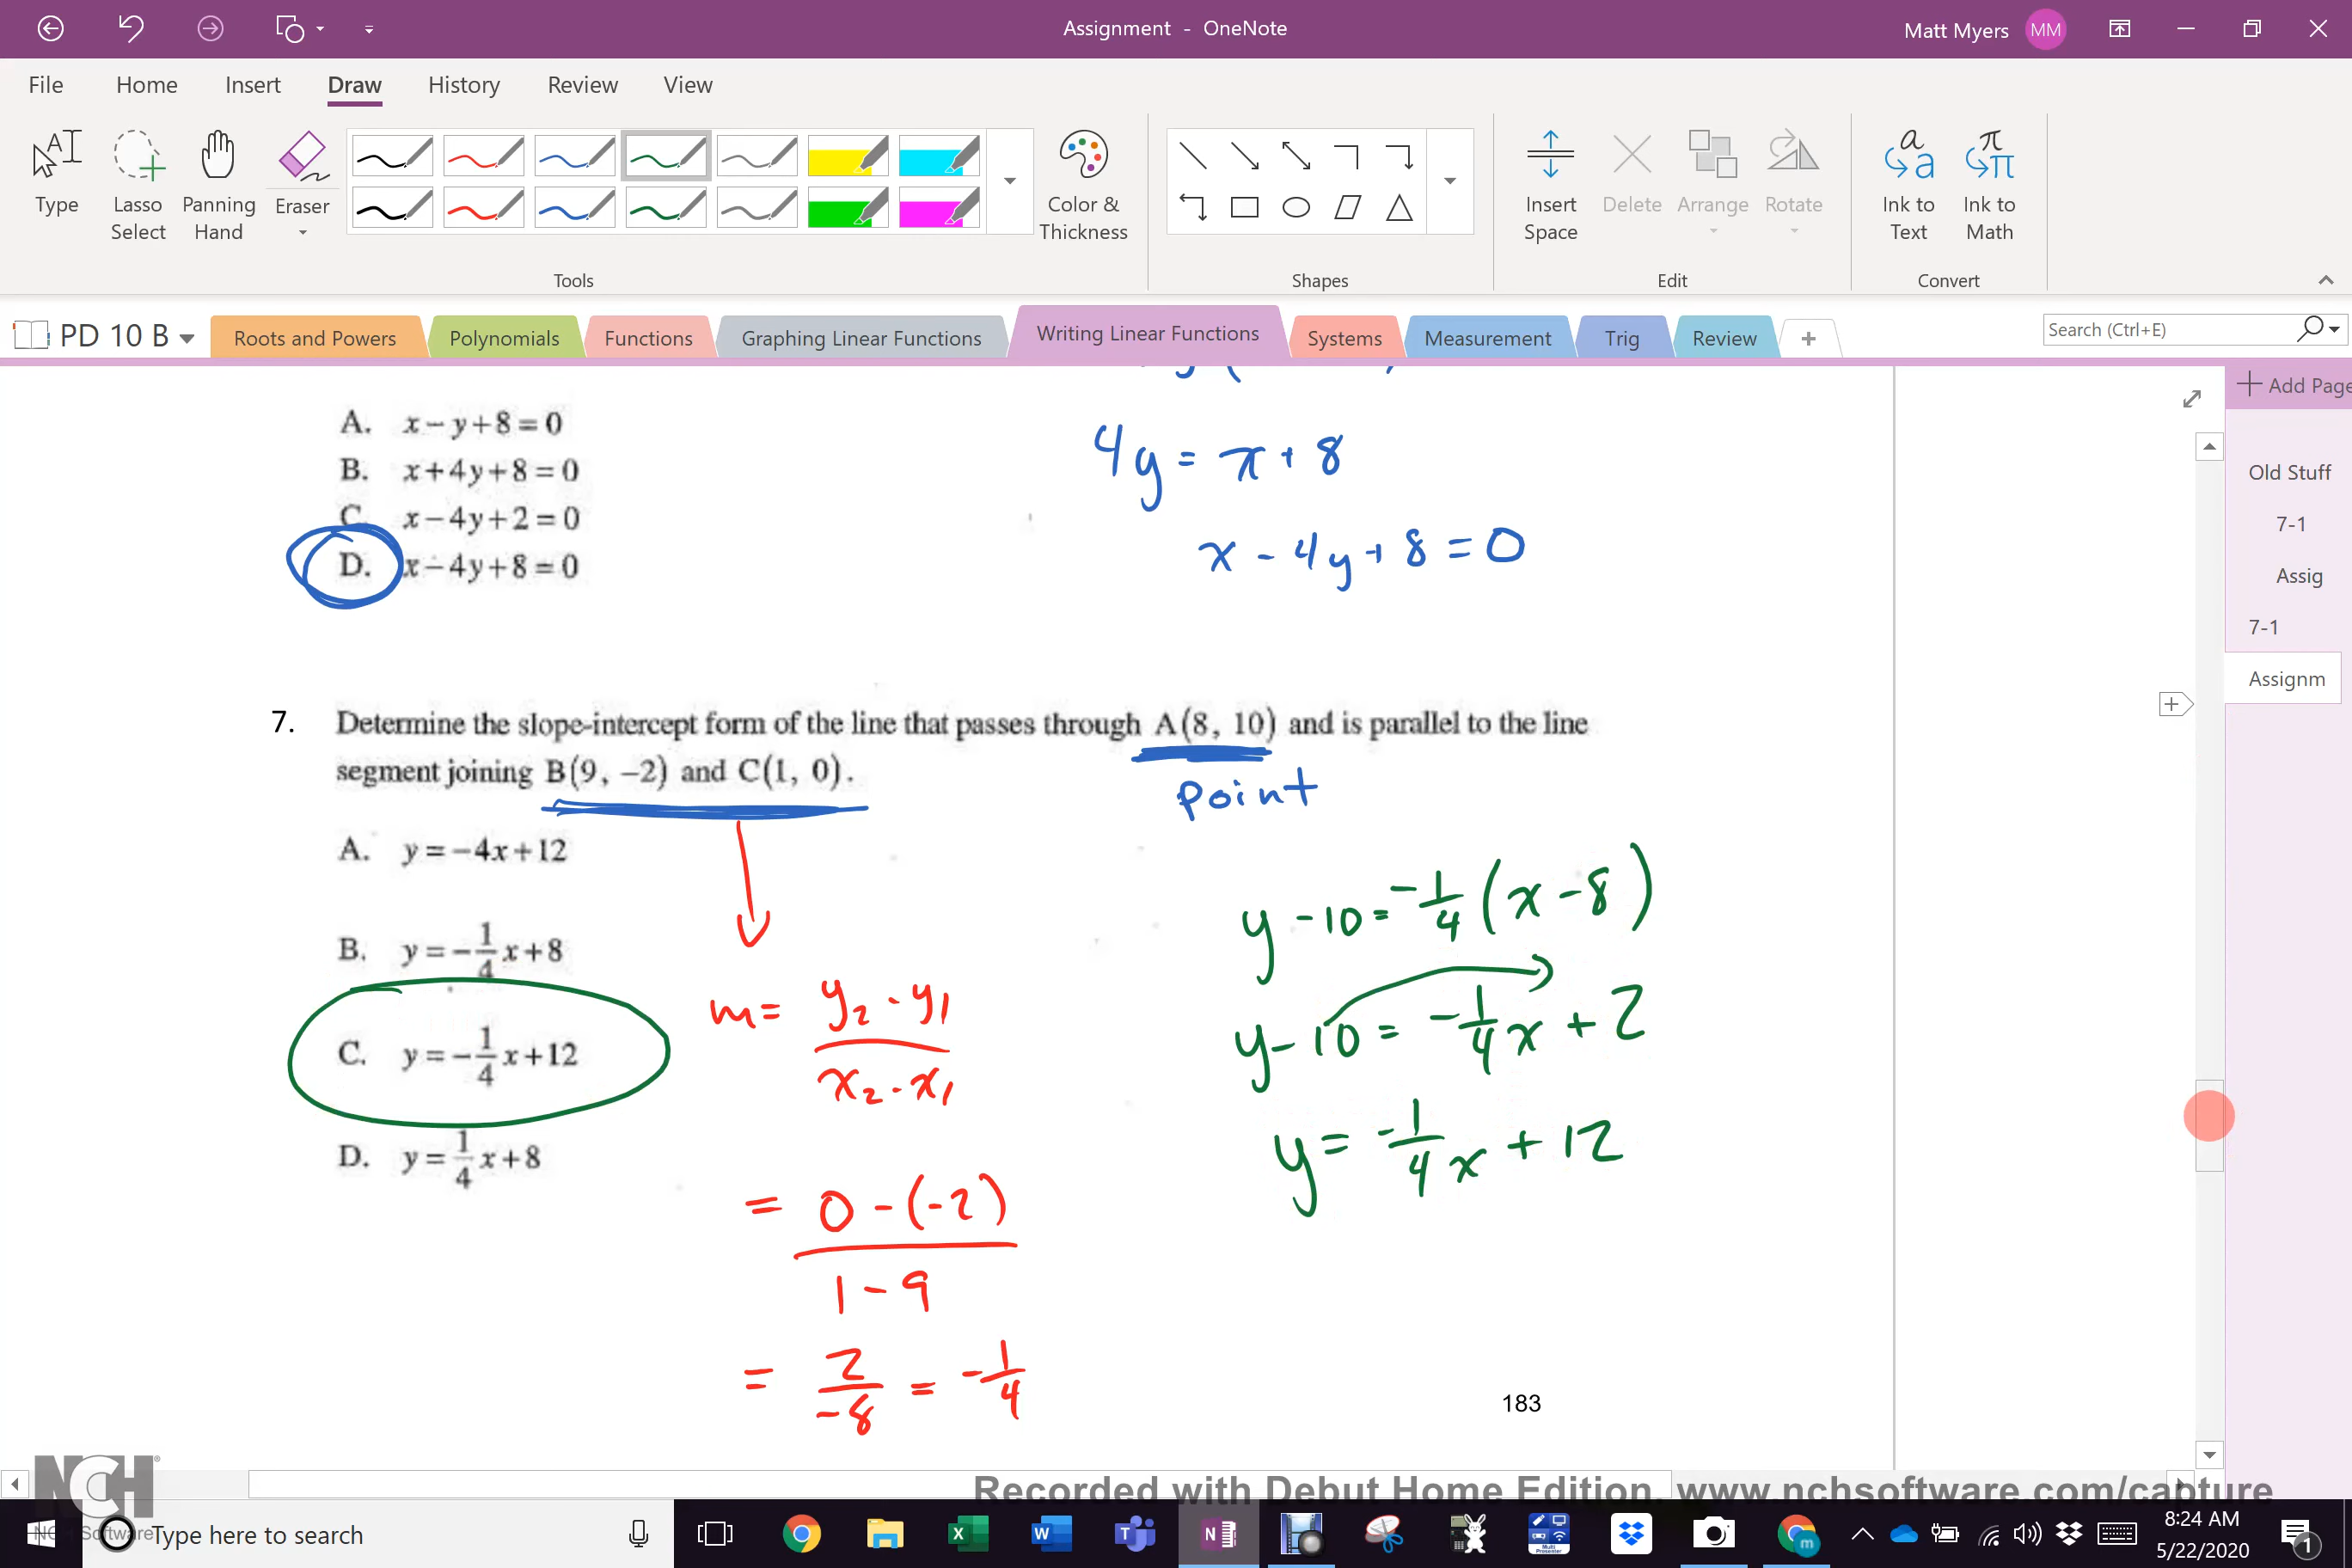 Assignment - OneNote
Matt Myers MM
File Home Insert Draw History Review View
Type
Lasso Select
Panning Hand
Eraser
Color & Thickness
Insert Space
Delete
Arrange
Rotate
Ink to Text
Ink to Math
Tools Shapes Edit Convert
PD 10 B Roots and Powers Polynomials Functions Graphing Linear Functions Writing Linear Functions Systems Measurement Trig Review +
Search (Ctrl+E)
Add Page
Old Stuff
7-1
Assig
7-1
Assignm
A. x-y+8=0
B. x+4y+8=0
C. x-4y+2=0
D. x-4y+8=0
4y = x + 8
x - 4y + 8 = 0
7. Determine the slope-intercept form of the line that passes through A(8, 10) and is parallel to the line
segment joining B(9, -2) and C(1, 0).
point
A. y=-4x+12
B. y=-1/4x+8
C. y=-1/4x+12
D. y=1/4x+8
m = y₂-y₁/x₂-x₁
= 0-(-2)/1-9
= 2/-8 = -1/4
y-10 = -1/4(x-8)
y-10 = -1/4x + 2
y = -1/4x + 12
183
NCH
NCH Software
Recorded with Debut Home Edition. www.nchsoftware.com/capture
Type here to search
8:24 AM
5/22/2020
1